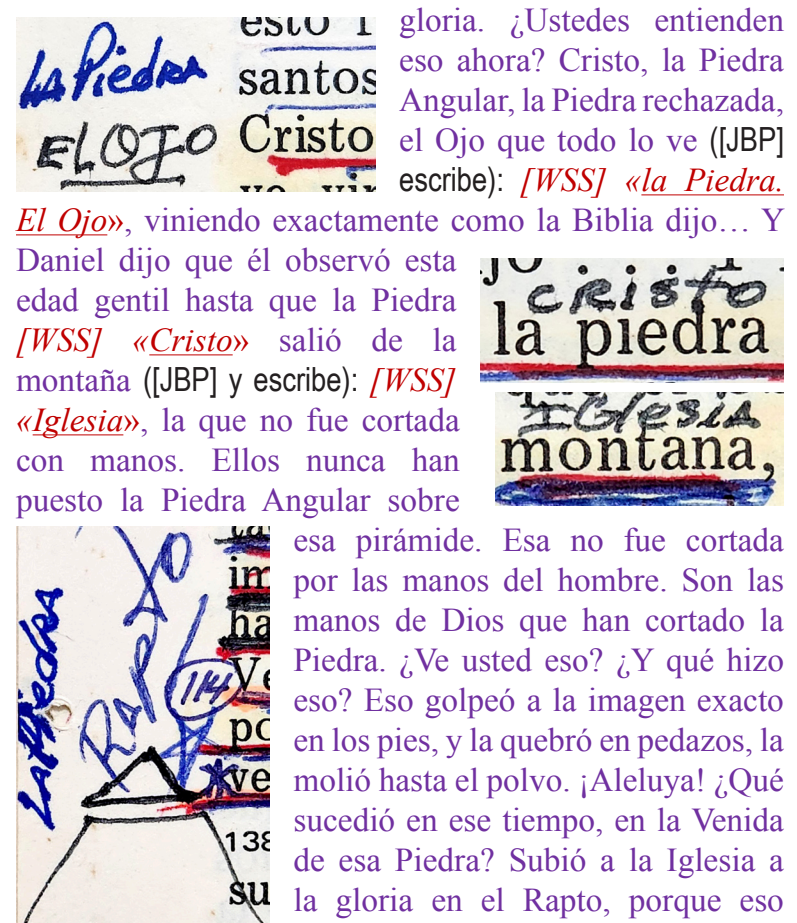 gloria. ¿Ustedes entienden
eso ahora? Cristo, la Piedra
Angular, la Piedra rechazada,
el Ojo que todo lo ve ([JBP]
escribe): [WSS] «la Piedra.
El Ojo», viniendo exactamente como la Biblia dijo… Y
La Piedra
EL OJO
santos
Cristo
Daniel dijo que él observó esta
edad gentil hasta que la Piedra
[WSS] «Cristo» salió de la
montaña ([JBP] y escribe): [WSS]
«Iglesia», la que no fue cortada
con manos. Ellos nunca han
puesto la Piedra Angular sobre
cristo
la piedra
Iglesia
montana,
esa pirámide. Esa no fue cortada
por las manos del hombre. Son las
manos de Dios que han cortado la
Piedra. ¿Ve usted eso? ¿Y qué hizo
eso? Eso golpeó a la imagen exacto
en los pies, y la quebró en pedazos, la
molió hasta el polvo. ¡Aleluya! ¿Qué
sucedió en ese tiempo, en la Venida
de esa Piedra? Subió a la Iglesia a
la gloria en el Rapto, porque eso
La Piedra
RAPTO
114
im
ha
Ve
po
ve
138
su